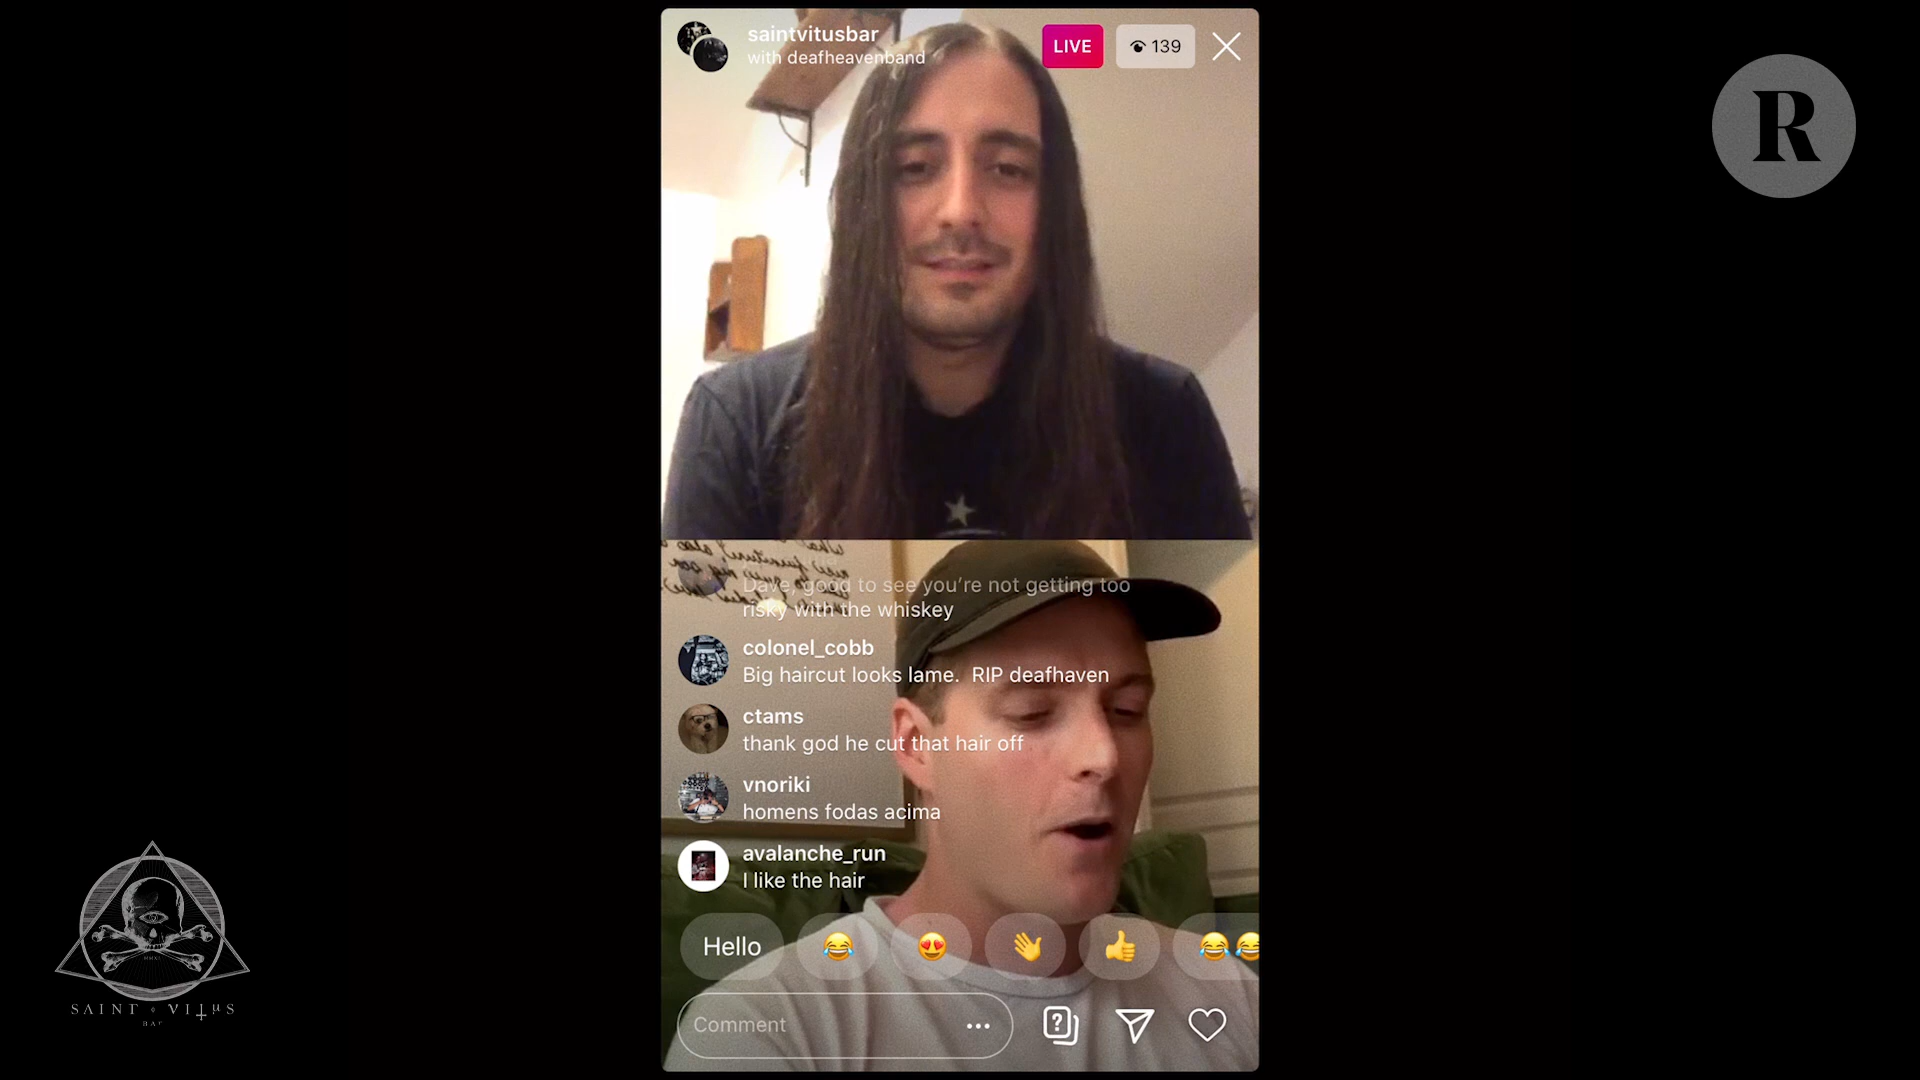 saintvitusbar
with deafheavenband
LIVE
139
R
Dave, good to see you’re not getting too
risky with the whiskey
colonel_cobb
Big haircut looks lame.  RIP deafhaven
ctams
thank god he cut that hair off
vnoriki
homens fodas acima
avalanche_run
I like the hair
Hello
Comment
SAINT VITUS
BAR